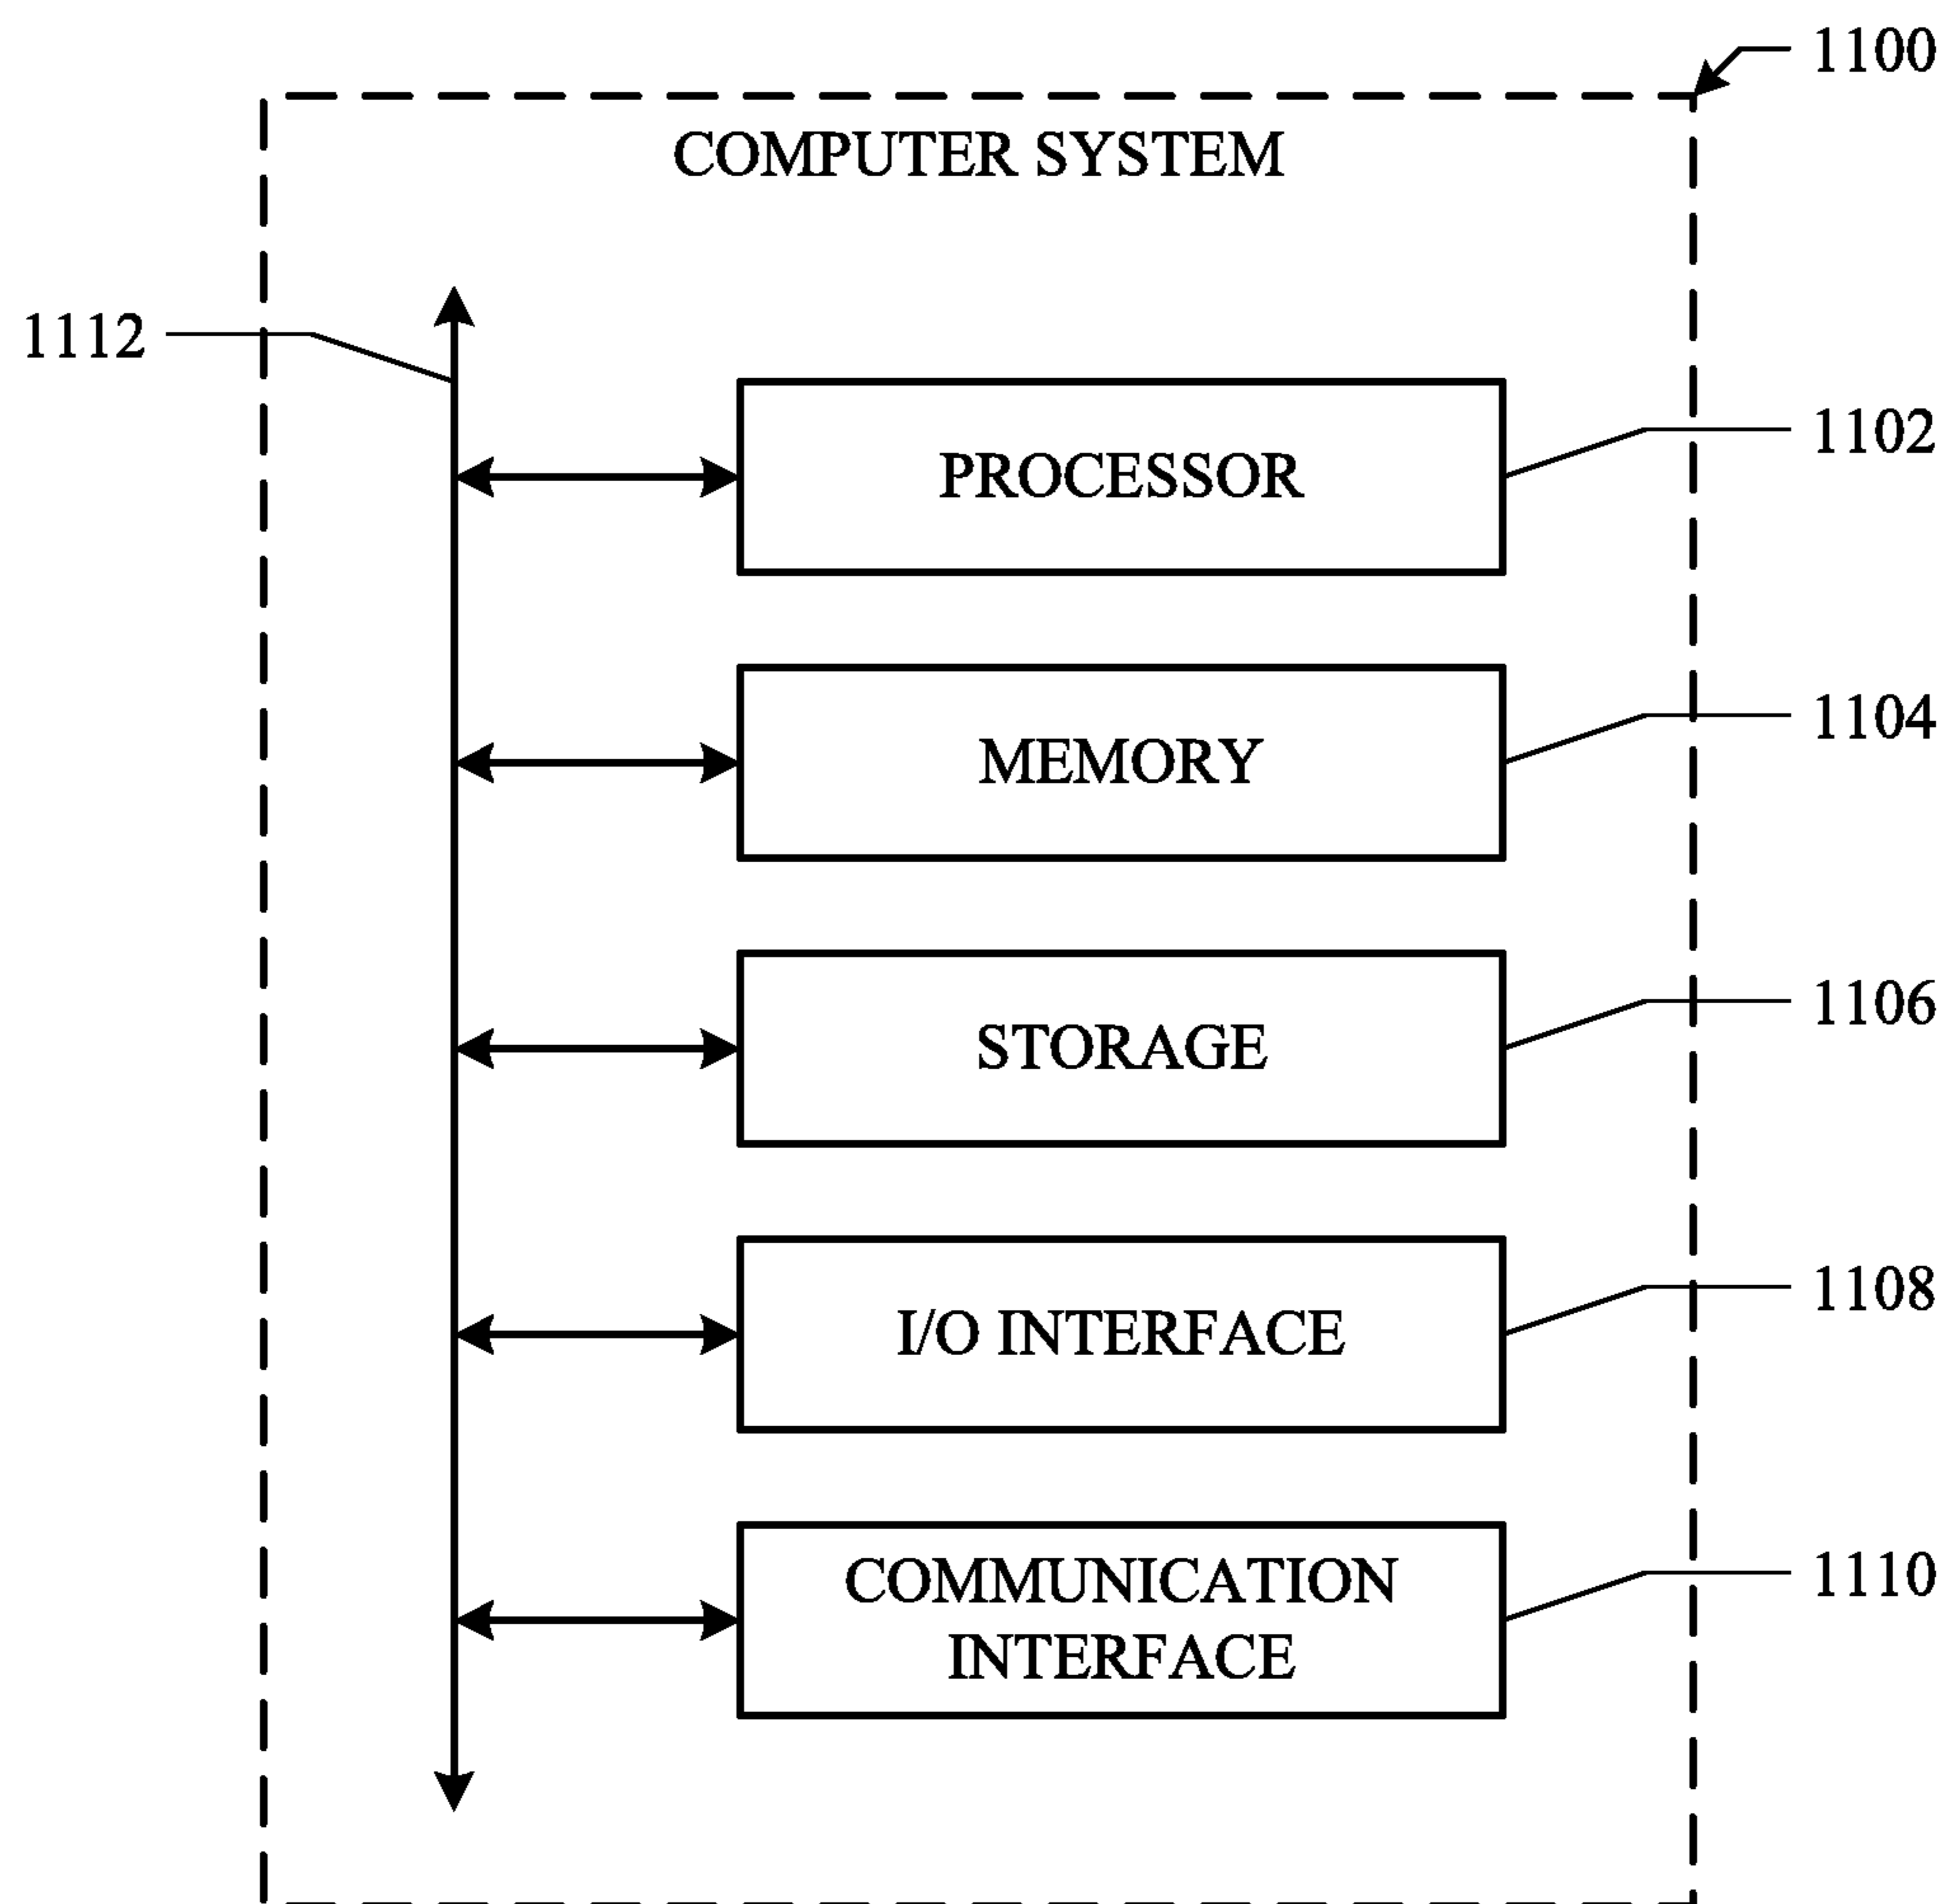 1100
COMPUTER SYSTEM
1112
1102
PROCESSOR
1104
MEMORY
1106
STORAGE
1108
I/O INTERFACE
1110
COMMUNICATION
INTERFACE